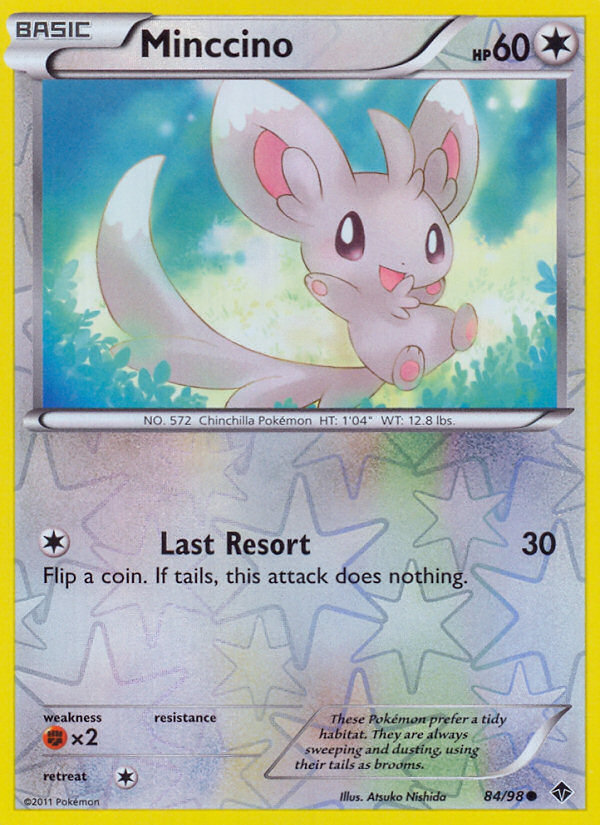 BASIC
Minccino
HP60
NO. 572 Chinchilla Pokémon HT: 1'04" WT: 12.8 lbs.
Last Resort 30
Flip a coin. If tails, this attack does nothing.
weakness resistance
×2
retreat
These Pokémon prefer a tidy
habitat. They are always
sweeping and dusting, using
their tails as brooms.
Illus. Atsuko Nishida 84/98
©2011 Pokémon